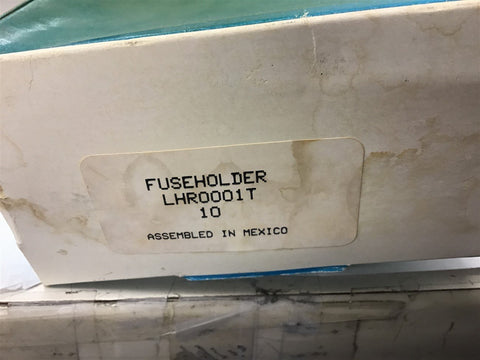 FUSEHOLDER
LHR0001T
10
ASSEMBLED IN MEXICO